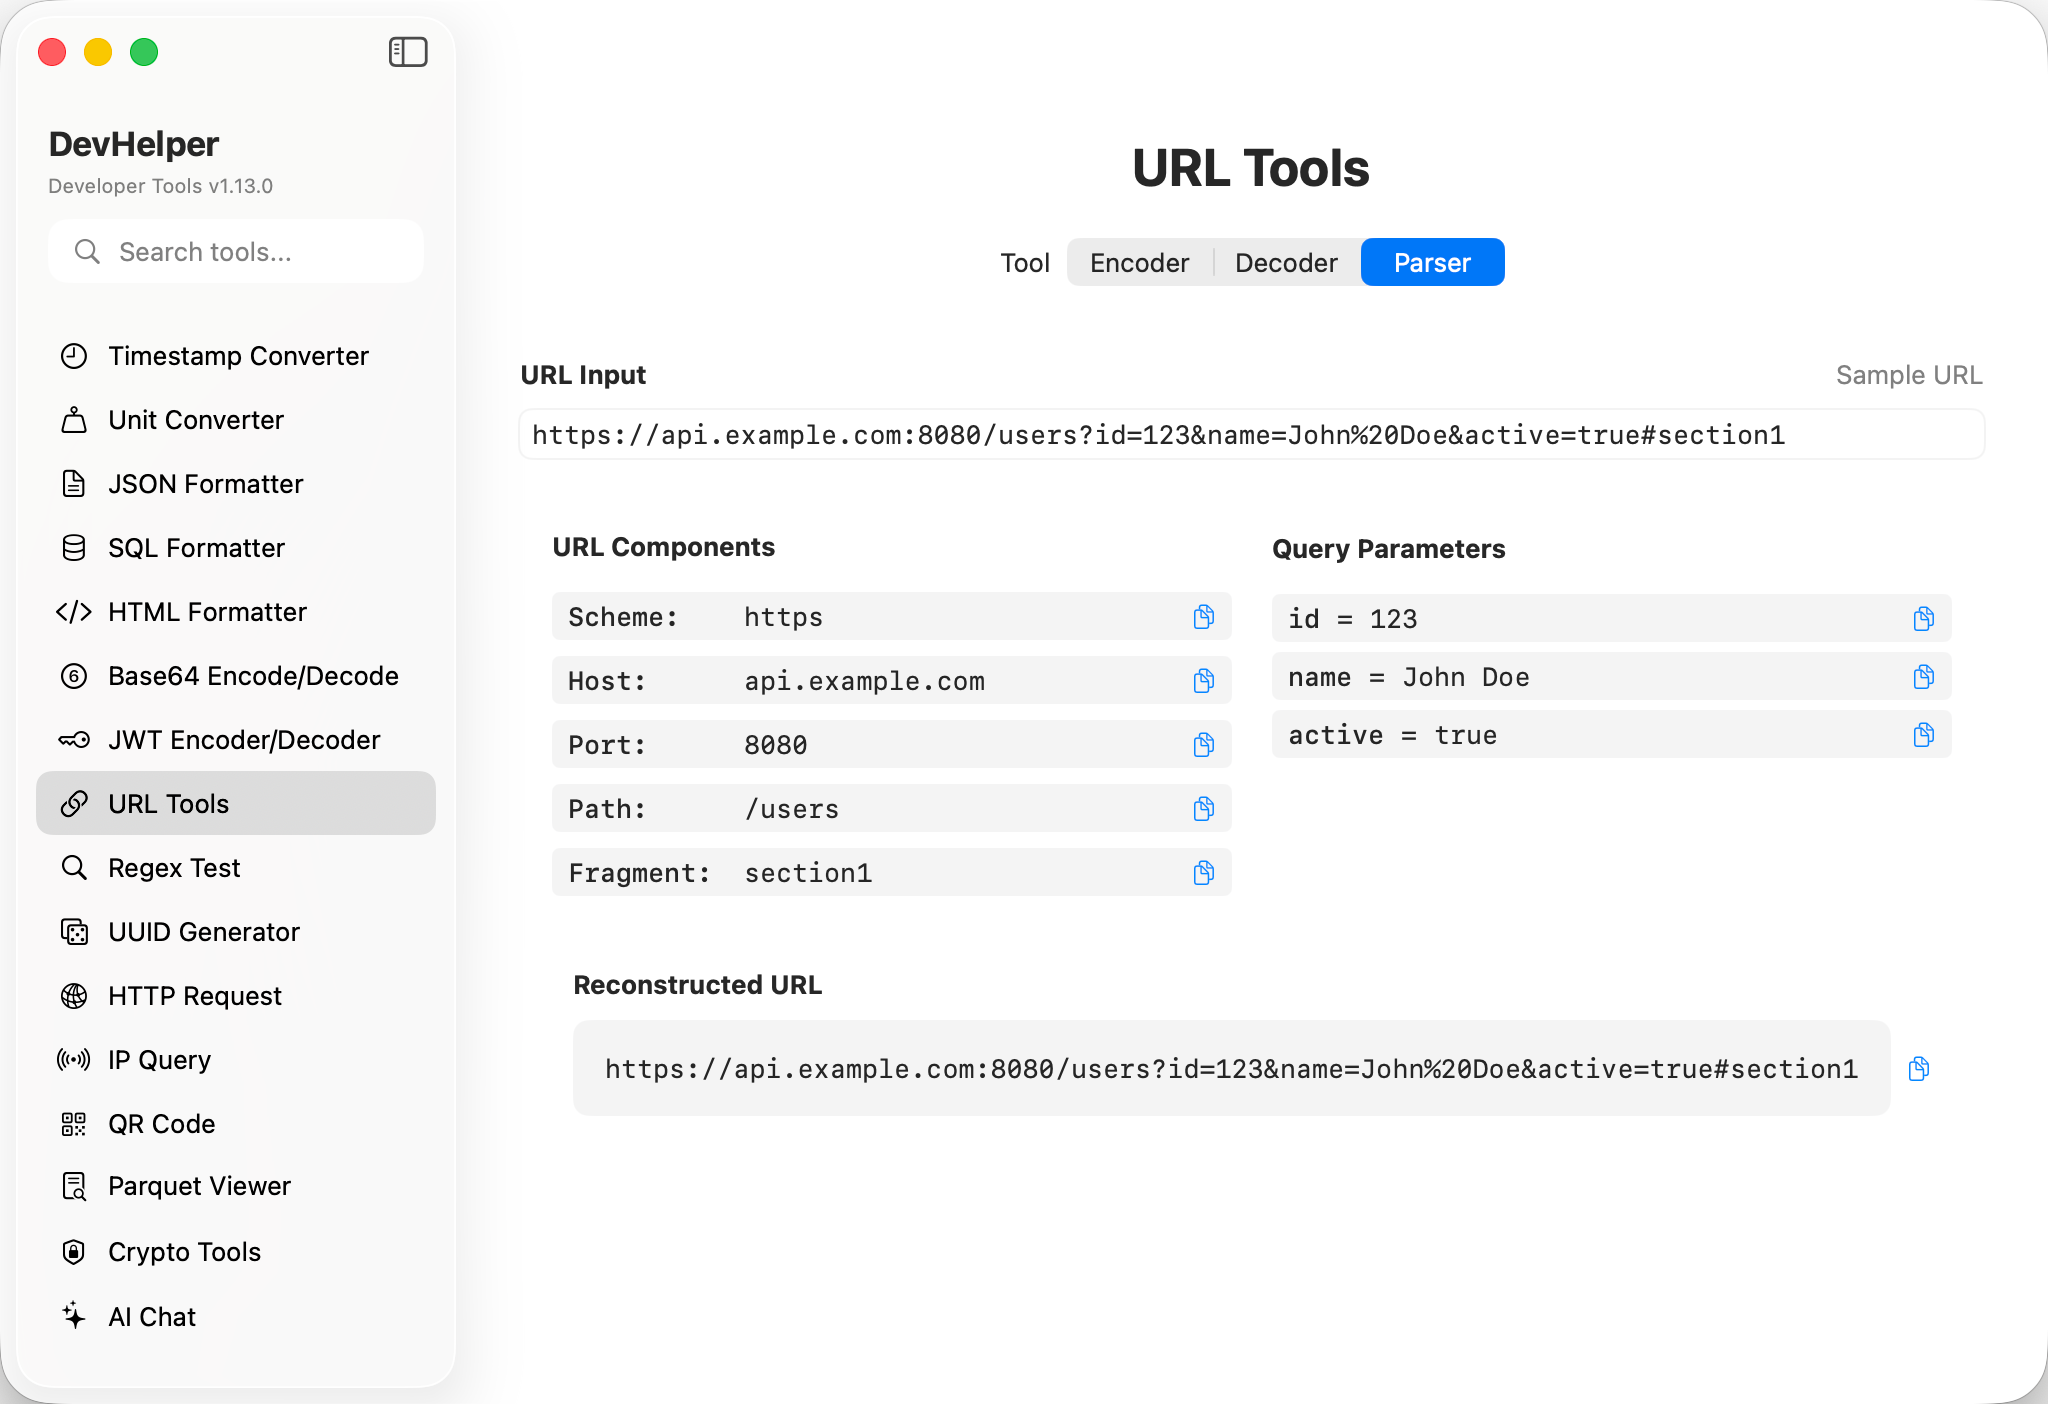 DevHelper
Developer Tools v1.13.0
Search tools...
Timestamp Converter
Unit Converter
JSON Formatter
SQL Formatter
HTML Formatter
Base64 Encode/Decode
JWT Encoder/Decoder
URL Tools
Regex Test
UUID Generator
HTTP Request
IP Query
QR Code
Parquet Viewer
Crypto Tools
AI Chat
URL Tools
Tool Encoder Decoder Parser
URL Input Sample URL
https://api.example.com:8080/users?id=123&name=John%20Doe&active=true#section1
URL Components
Scheme: https
Host: api.example.com
Port: 8080
Path: /users
Fragment: section1
Query Parameters
id = 123
name = John Doe
active = true
Reconstructed URL
https://api.example.com:8080/users?id=123&name=John%20Doe&active=true#section1